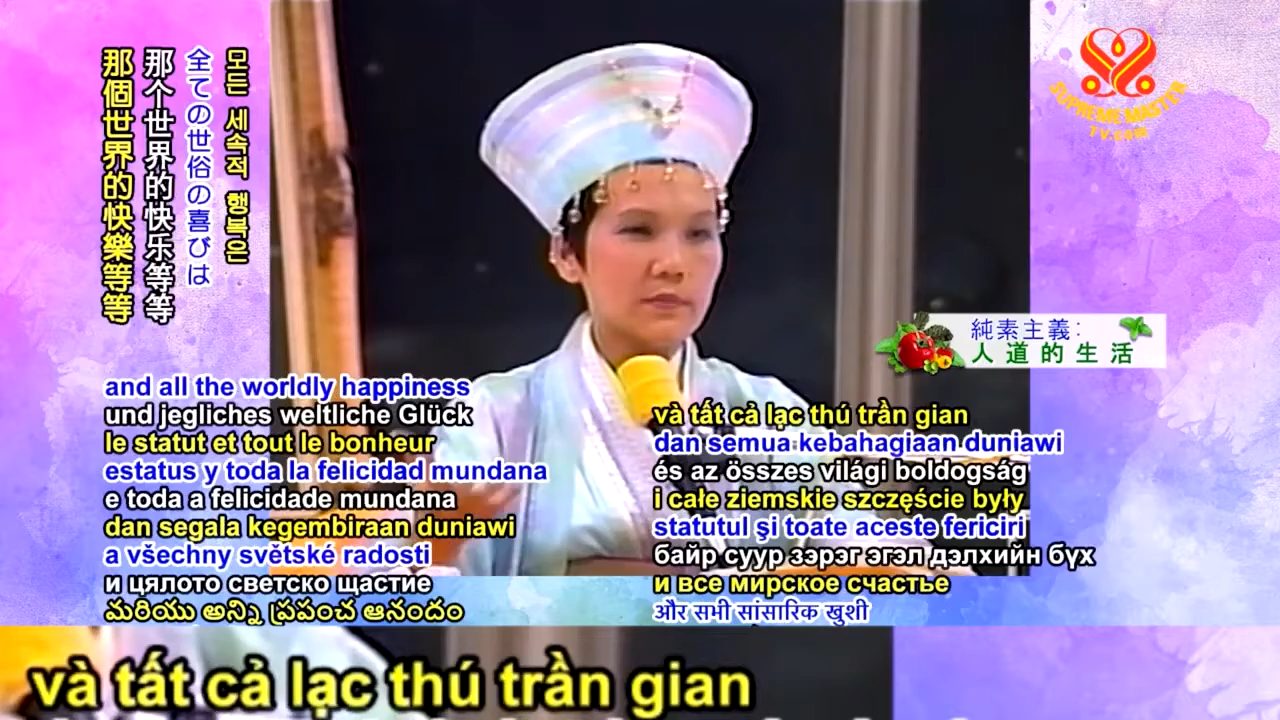 모든 세속적 행복은
全ての世俗の喜びは
那个世界的快乐等等
那個世界的快樂等等
SUPREME MASTER
TV.COM
純素主義:
人道的生活
and all the worldly happiness
und jegliches weltliche Glück
le statut et tout le bonheur
estatus y toda la felicidad mundana
e toda a felicidade mundana
dan segala kegembiraan duniawi
a všechny světské radosti
и цялото светско щастие
మరియు అన్ని ప్రపంచ ఆనందం
và tất cả lạc thú trần gian
dan semua kebahagiaan duniawi
és az összes világi boldogság
i całe ziemskie szczęście były
statutul şi toate aceste fericiri
байр суур зэрэг эгэл дэлхийн бүх
и все мирское счастье
और सभी सांसारिक खुशी
và tất cả lạc thú trần gian